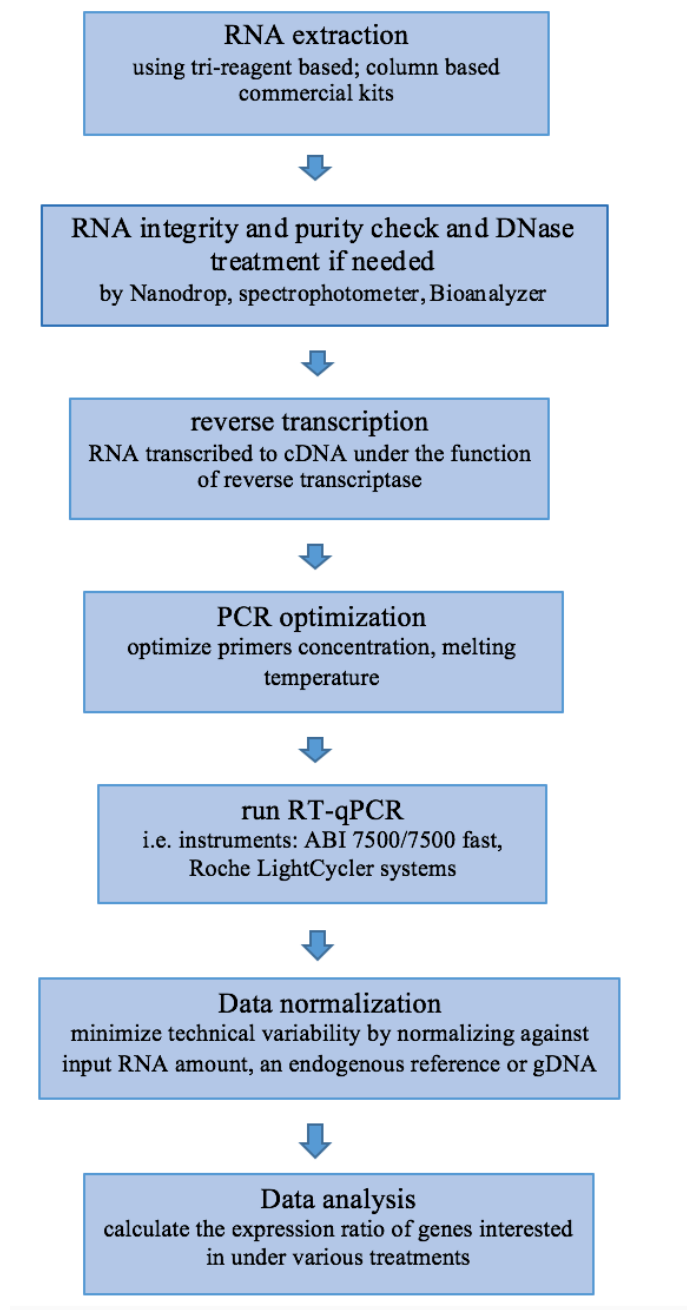 RNA extraction
using tri-reagent based; column based
commercial kits
RNA integrity and purity check and DNase
treatment if needed
by Nanodrop, spectrophotometer, Bioanalyzer
reverse transcription
RNA transcribed to cDNA under the function
of reverse transcriptase
PCR optimization
optimize primers concentration, melting
temperature
run RT-qPCR
i.e. instruments: ABI 7500/7500 fast,
Roche LightCycler systems
Data normalization
minimize technical variability by normalizing against
input RNA amount, an endogenous reference or gDNA
Data analysis
calculate the expression ratio of genes interested
in under various treatments